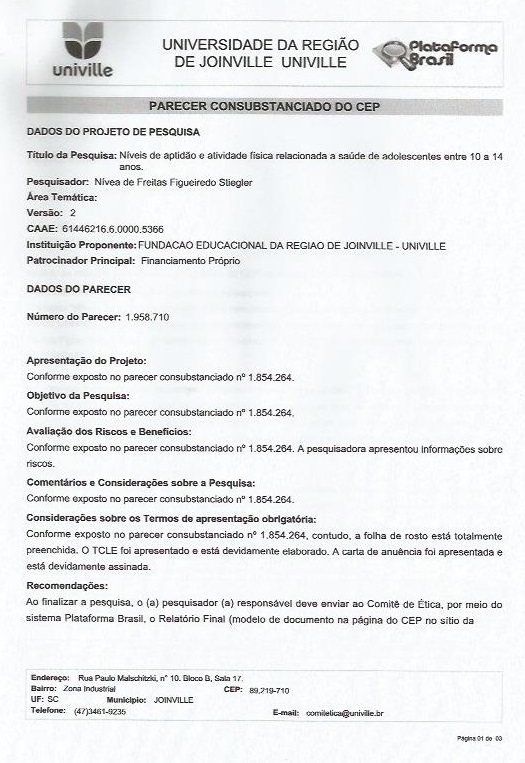 univille
UNIVERSIDADE DA REGIÃO
DE JOINVILLE UNIVILLE
Plataforma
Brasil
PARECER CONSUBSTANCIADO DO CEP
DADOS DO PROJETO DE PESQUISA
Título da Pesquisa: Níveis de aptidão e atividade física relacionada a saúde de adolescentes entre 10 a 14
anos.
Pesquisador: Nívea de Freitas Figueiredo Stiegler
Área Temática:
Versão: 2
CAAE: 61446216.6.0000.5366
Instituição Proponente: FUNDACAO EDUCACIONAL DA REGIAO DE JOINVILLE - UNIVILLE
Patrocinador Principal: Financiamento Próprio
DADOS DO PARECER
Número do Parecer: 1.958.710
Apresentação do Projeto:
Conforme exposto no parecer consubstanciado nº 1.854.264.
Objetivo da Pesquisa:
Conforme exposto no parecer consubstanciado nº 1.854.264.
Avaliação dos Riscos e Benefícios:
Conforme exposto no parecer consubstanciado nº 1.854.264. A pesquisadora apresentou informações sobre
riscos.
Comentários e Considerações sobre a Pesquisa:
Conforme exposto no parecer consubstanciado nº 1.854.264.
Considerações sobre os Termos de apresentação obrigatória:
Conforme exposto no parecer consubstanciado nº 1.854.264, contudo, a folha de rosto está totalmente
preenchida. O TCLE foi apresentado e está devidamente elaborado. A carta de anuência foi apresentada e
está devidamente assinada.
Recomendações:
Ao finalizar a pesquisa, o (a) pesquisador (a) responsável deve enviar ao Comitê de Ética, por meio do
sistema Plataforma Brasil, o Relatório Final (modelo de documento na página do CEP no sítio da
Endereço: Rua Paulo Malschitzki, n° 10. Bloco B, Sala 17.
Bairro: Zona Industrial CEP: 89.219-710
UF: SC Município: JOINVILLE
Telefone: (47)3461-9235 E-mail: comitetica@univille.br
Página 01 de 03